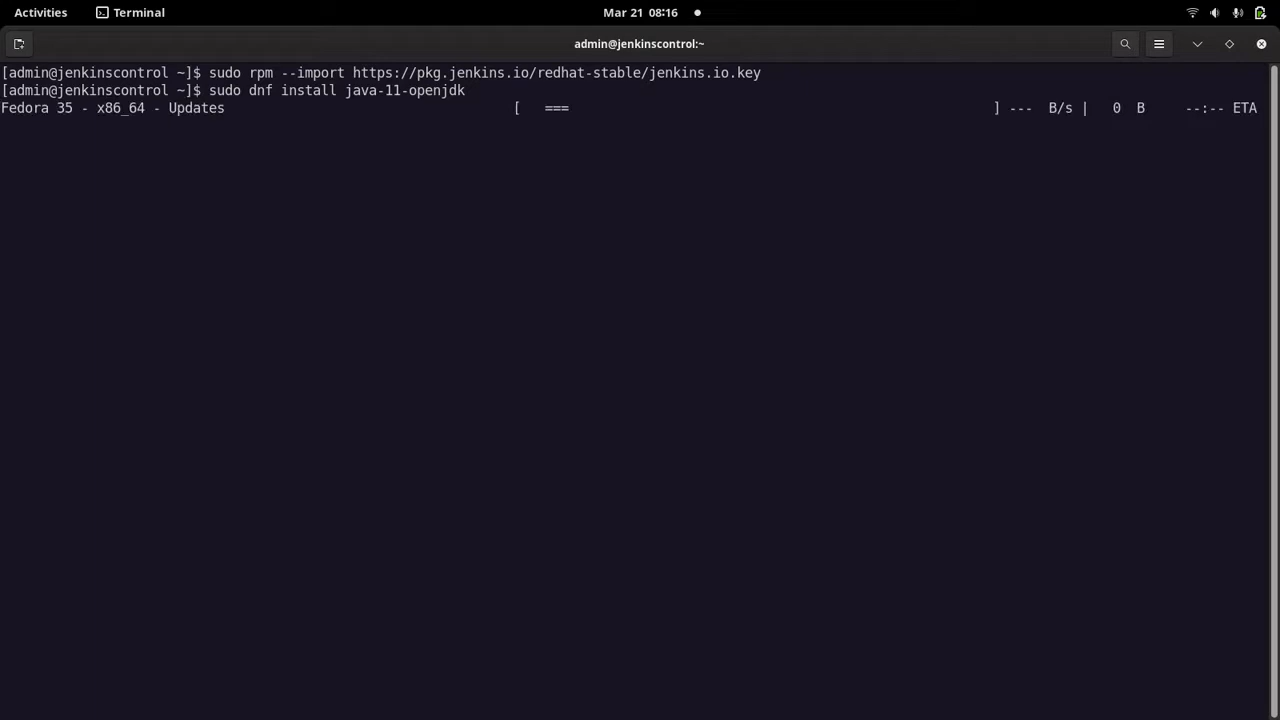 Activities Terminal Mar 21 08:16
admin@jenkinscontrol:~
[admin@jenkinscontrol ~]$ sudo rpm --import https://pkg.jenkins.io/redhat-stable/jenkins.io.key
[admin@jenkinscontrol ~]$ sudo dnf install java-11-openjdk
Fedora 35 - x86_64 - Updates [ === ] --- B/s | 0 B --:-- ETA